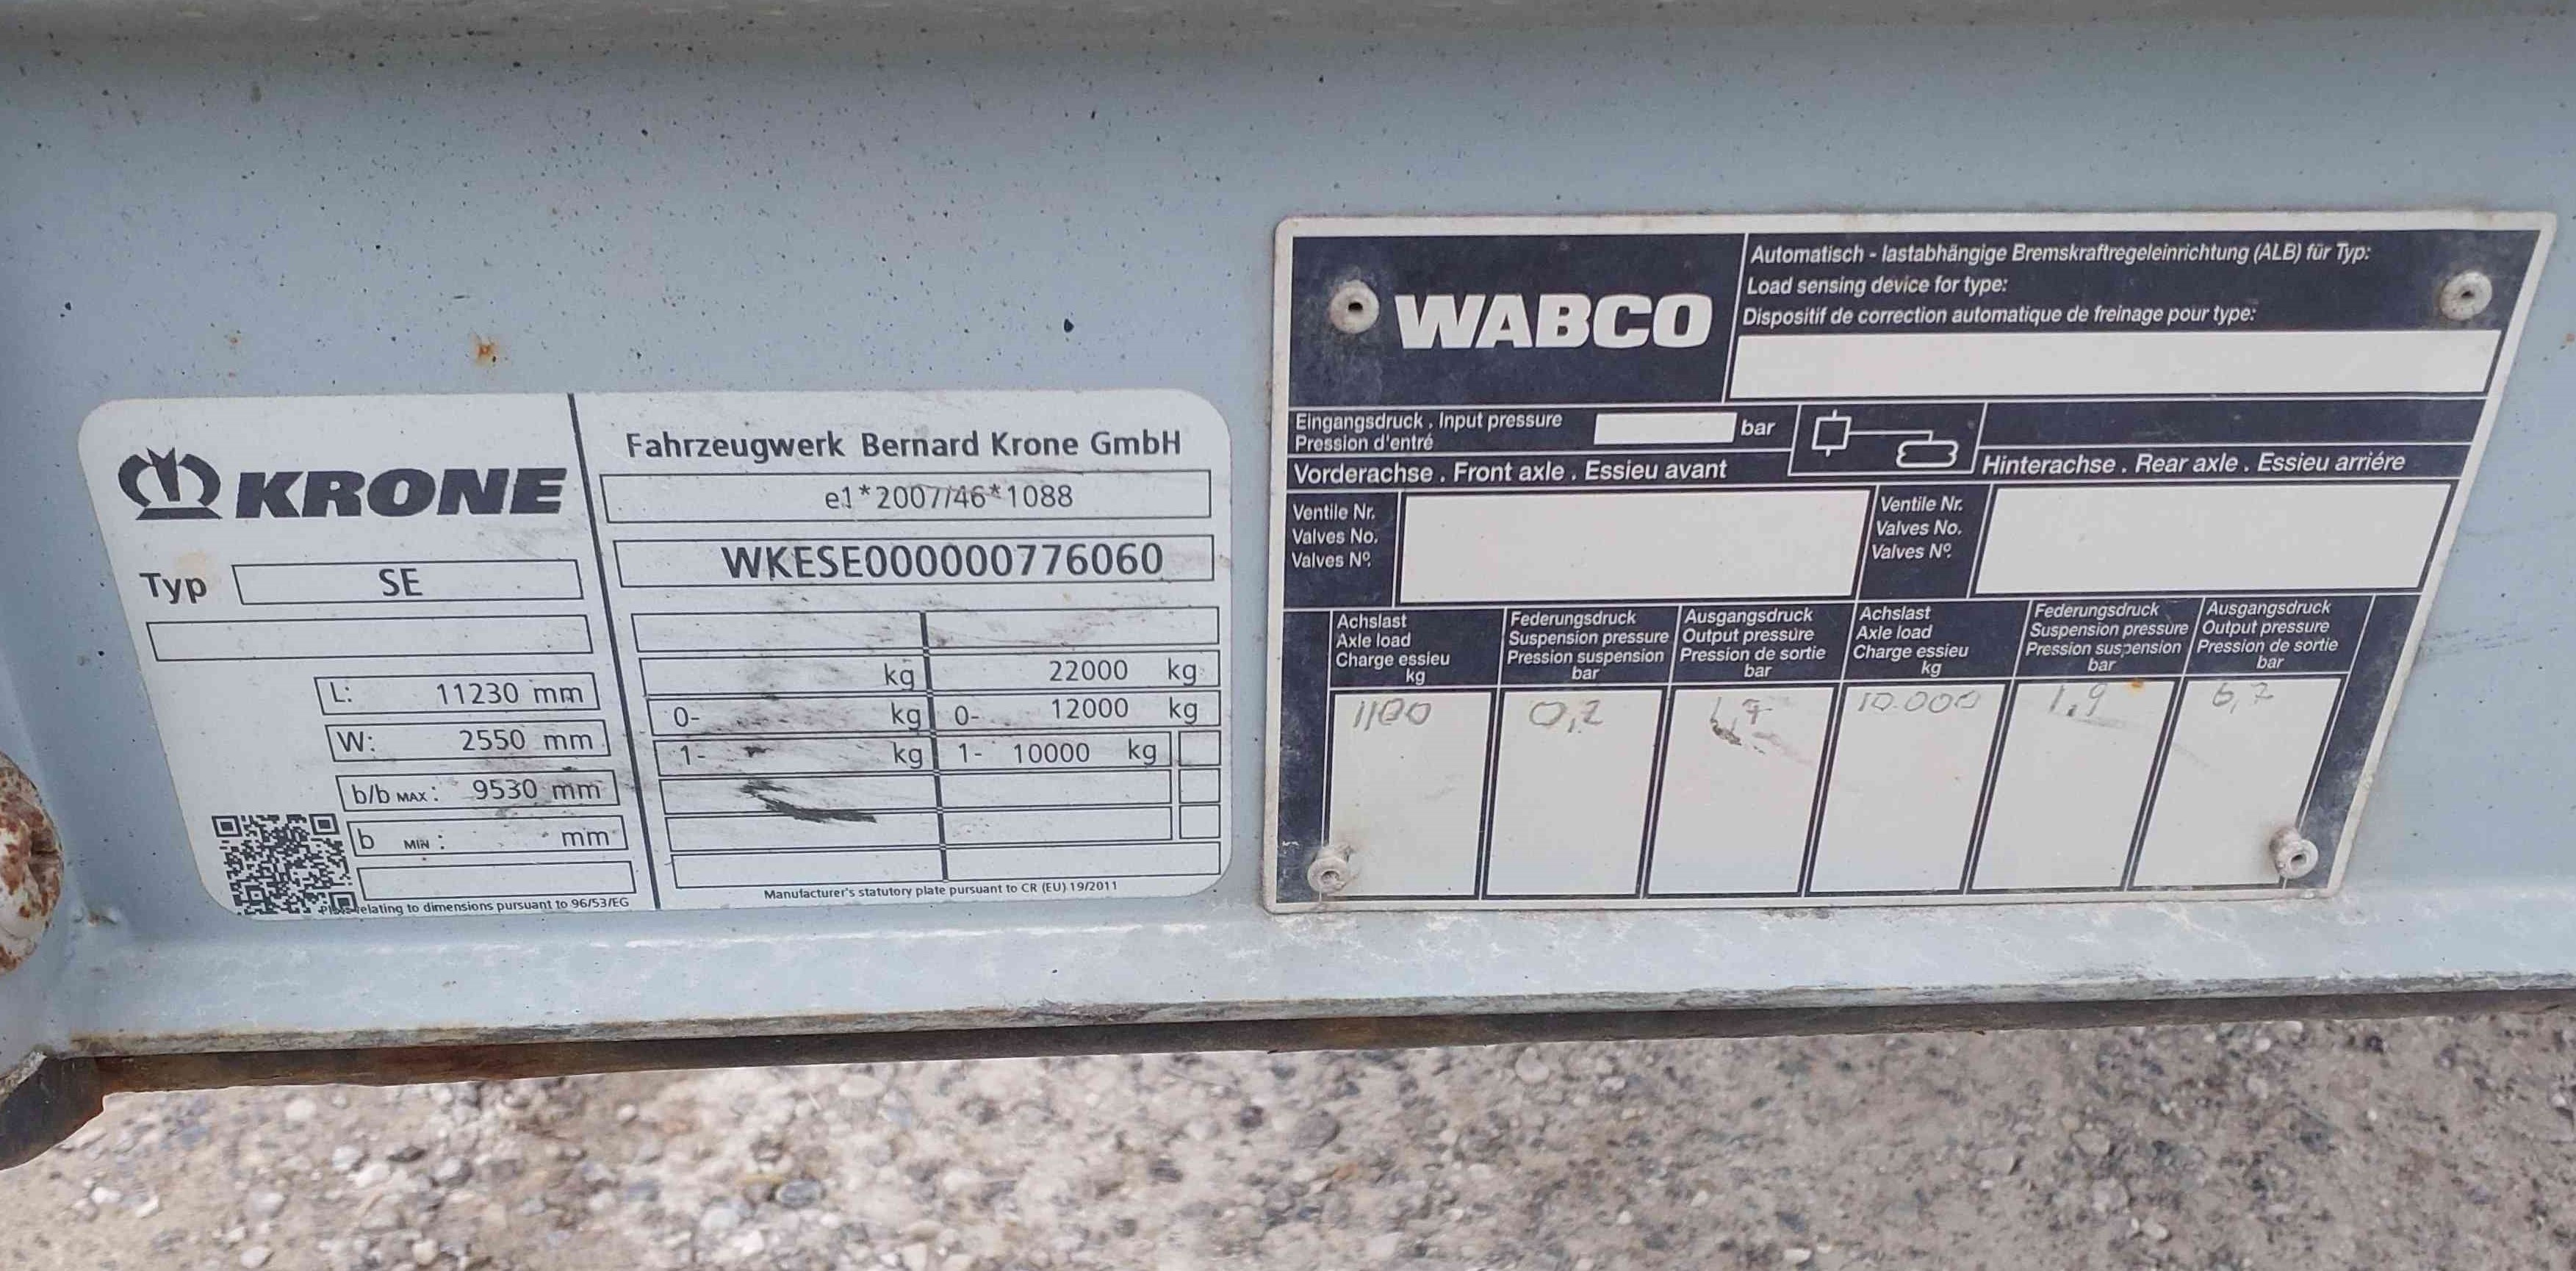 KRONE
Typ SE
L: 11230 mm
W: 2550 mm
b/b MAX: 9530 mm
b MIN: mm
relating to dimensions pursuant to 96/53/EG
Fahrzeugwerk Bernard Krone GmbH
e1*2007/46*1088
WKESE000000776060
kg 22000 kg
0- kg 0- 12000 kg
1- kg 1- 10000 kg
Manufacturer's statutory plate pursuant to CR (EU) 19/2011
WABCO
Automatisch - lastabhängige Bremskraftregeleinrichtung (ALB) für Typ:
Load sensing device for type:
Dispositif de correction automatique de freinage pour type:
Eingangsdruck . Input pressure bar
Pression d'entré
Vorderachse . Front axle . Essieu avant
Hinterachse . Rear axle . Essieu arriére
Ventile Nr.
Valves No.
Valves Nº.
Ventile Nr.
Valves No.
Valves Nº.
Achslast
Axle load
Charge essieu
kg
Federungsdruck
Suspension pressure
Pression suspension
bar
Ausgangsdruck
Output pressure
Pression de sortie
bar
Achslast
Axle load
Charge essieu
kg
Federungsdruck
Suspension pressure
Pression suspension
bar
Ausgangsdruck
Output pressure
Pression de sortie
bar
1100 0,2 10.000 1,9